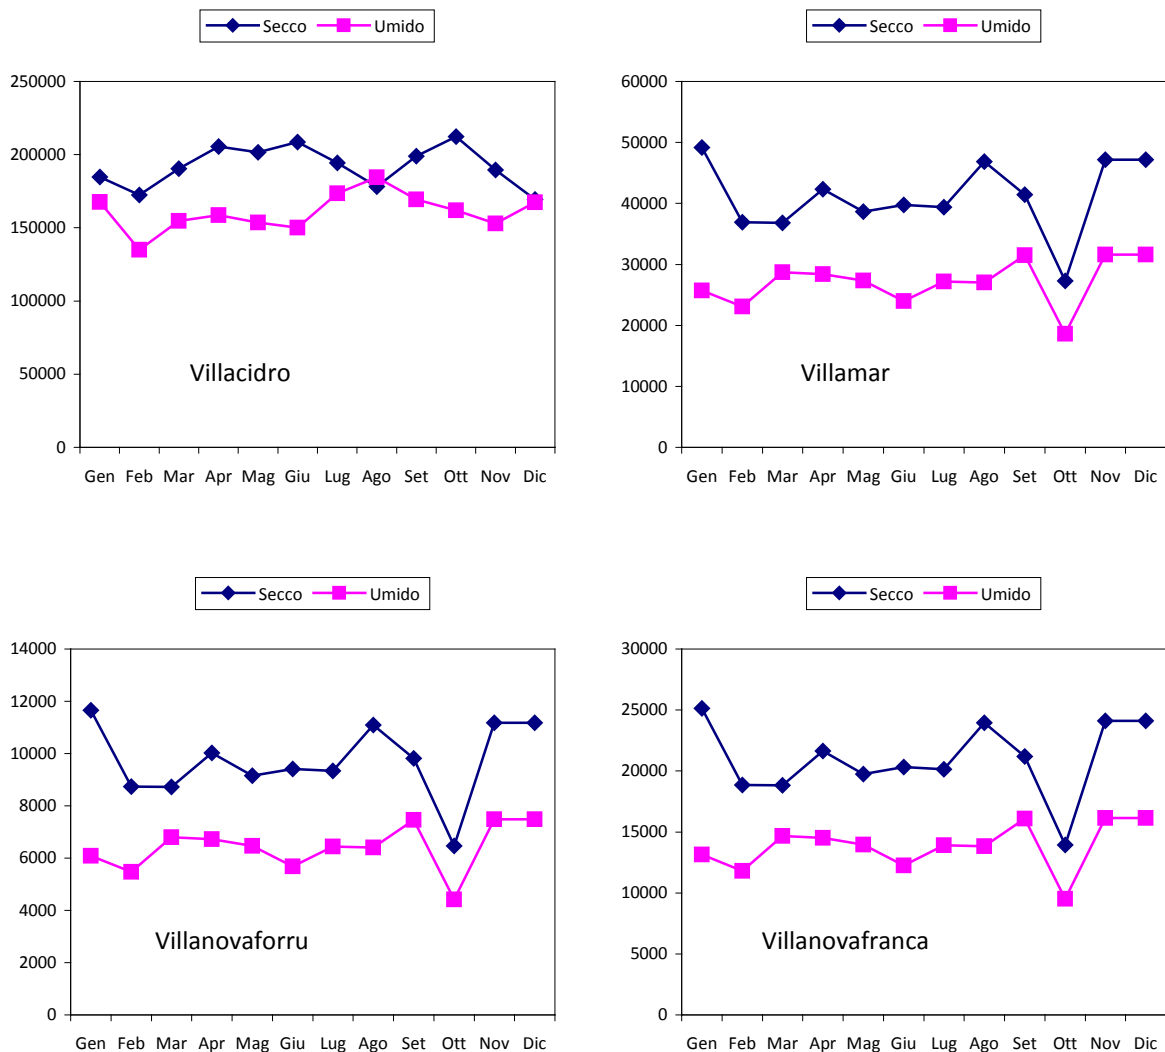 Secco Umido
250000
200000
150000
100000
50000
0
Villacidro
Gen Feb Mar Apr Mag Giu Lug Ago Set Ott Nov Dic
Secco Umido
60000
50000
40000
30000
20000
10000
0
Villamar
Gen Feb Mar Apr Mag Giu Lug Ago Set Ott Nov Dic
Secco Umido
14000
12000
10000
8000
6000
4000
2000
0
Villanovaforru
Gen Feb Mar Apr Mag Giu Lug Ago Set Ott Nov Dic
Secco Umido
30000
25000
20000
15000
10000
5000
0
Villanovafranca
Gen Feb Mar Apr Mag Giu Lug Ago Set Ott Nov Dic